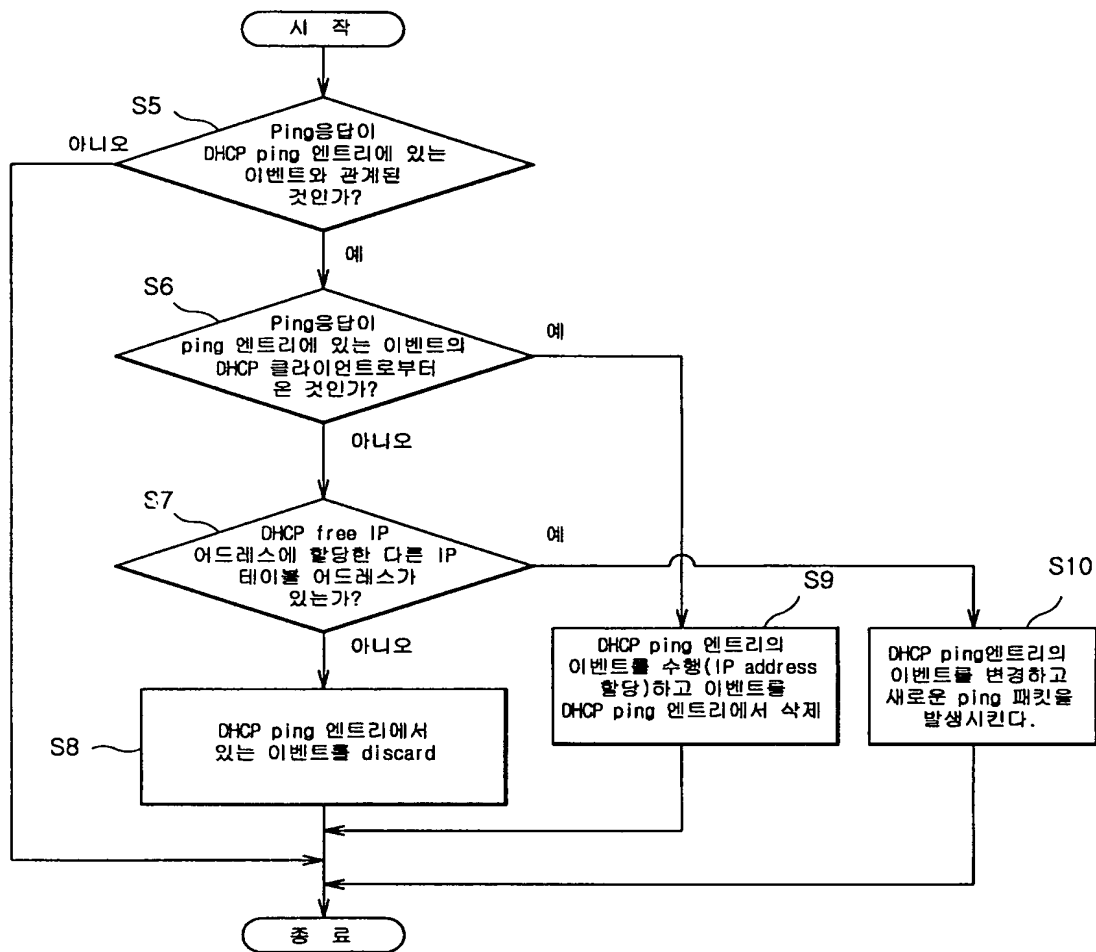 시 작
S5
아니오
Ping응답이
DHCP ping 엔트리에 있는
이벤트와 관계된
것인가?
예
S6
Ping응답이
ping 엔트리에 있는 이벤트의
DHCP 클라이언트로부터
온 것인가?
예
아니오
S7
DHCP free IP
어드레스에 할당한 다른 IP
테이블 어드레스가
있는가?
예
아니오
S8
DHCP ping 엔트리에서
있는 이벤트를 discard
S9
DHCP ping 엔트리의
이벤트를 수행(IP address
할당)하고 이벤트를
DHCP ping 엔트리에서 삭제
S10
DHCP ping엔트리의
이벤트를 변경하고
새로운 ping 패킷을
발생시킨다.
종 료